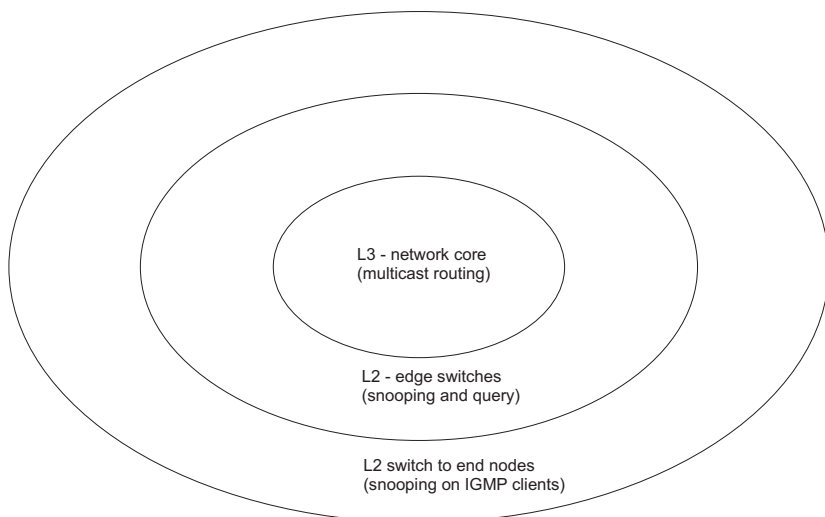 L3 - network core
(multicast routing)
L2 - edge switches
(snooping and query)
L2 switch to end nodes
(snooping on IGMP clients)